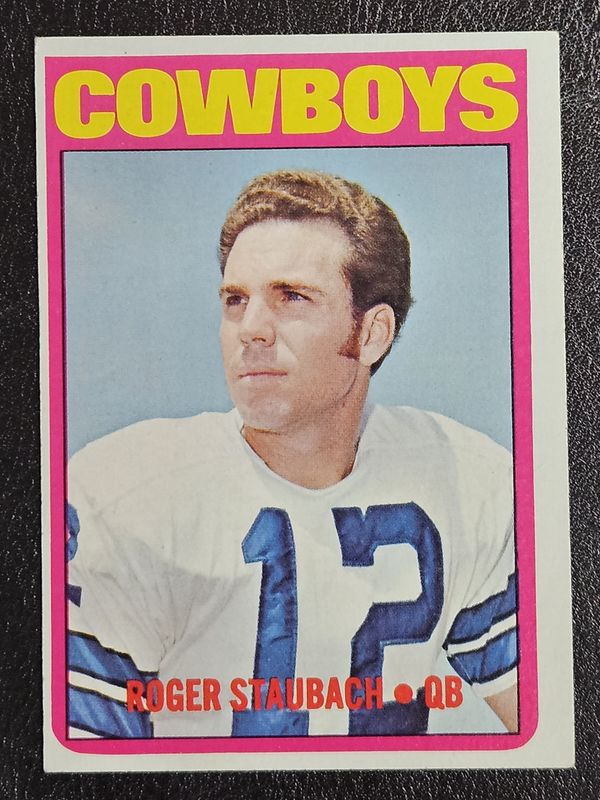 COWBOYS
12
ROGER STAUBACH • QB